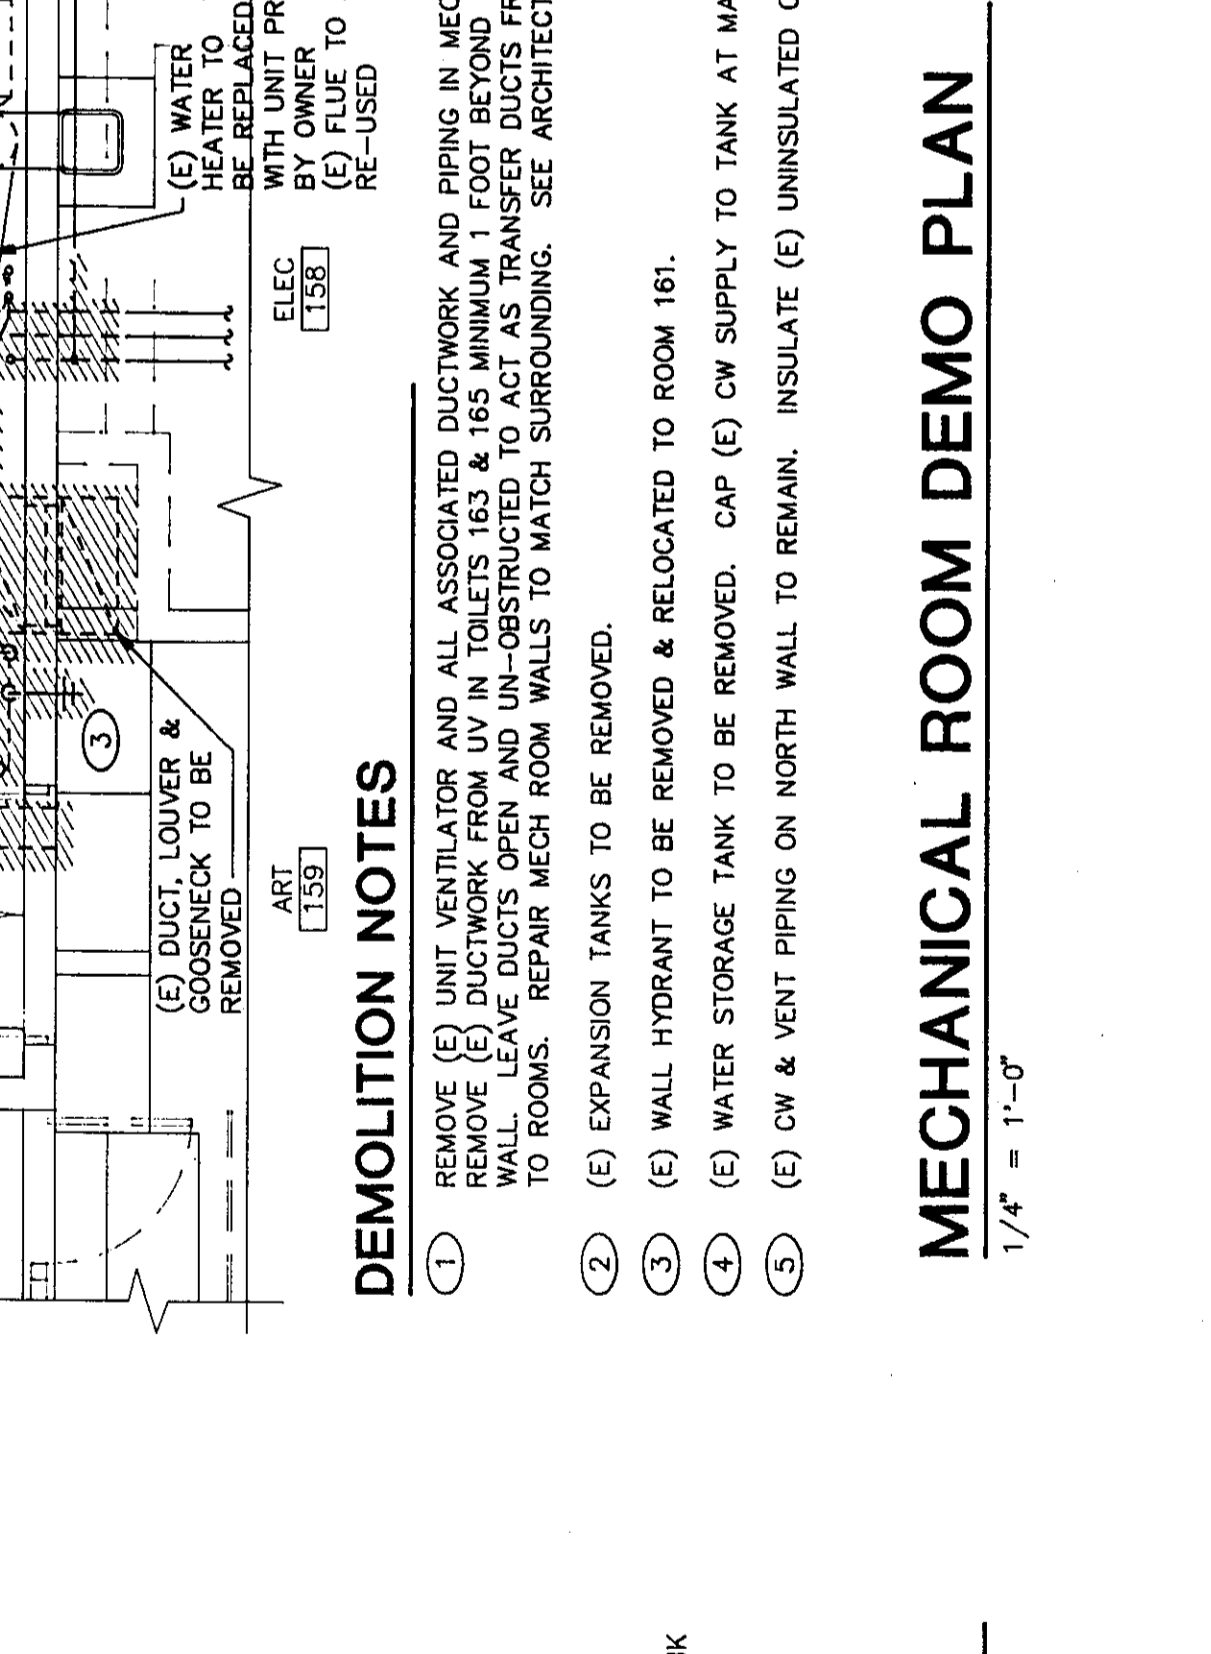 (E) WATER
HEATER TO
BE REPLACED
WITH UNIT PR
BY OWNER
(E) FLUE TO
RE-USED
ELEC
158
3
(E) DUCT, LOUVER &
GOOSENECK TO BE
REMOVED
ART
159
DEMOLITION NOTES
1 REMOVE (E) UNIT VENTILATOR AND ALL ASSOCIATED DUCTWORK AND PIPING IN MEC
REMOVE (E) DUCTWORK FROM UV IN TOILETS 163 & 165 MINIMUM 1 FOOT BEYOND
WALL. LEAVE DUCTS OPEN AND UN-OBSTRUCTED TO ACT AS TRANSFER DUCTS FR
TO ROOMS. REPAIR MECH ROOM WALLS TO MATCH SURROUNDING. SEE ARCHITECT
2 (E) EXPANSION TANKS TO BE REMOVED.
3 (E) WALL HYDRANT TO BE REMOVED & RELOCATED TO ROOM 161.
4 (E) WATER STORAGE TANK TO BE REMOVED. CAP (E) CW SUPPLY TO TANK AT MA
5 (E) CW & VENT PIPING ON NORTH WALL TO REMAIN. INSULATE (E) UNINSULATED
MECHANICAL ROOM DEMO PLAN
1/4" = 1'-0"